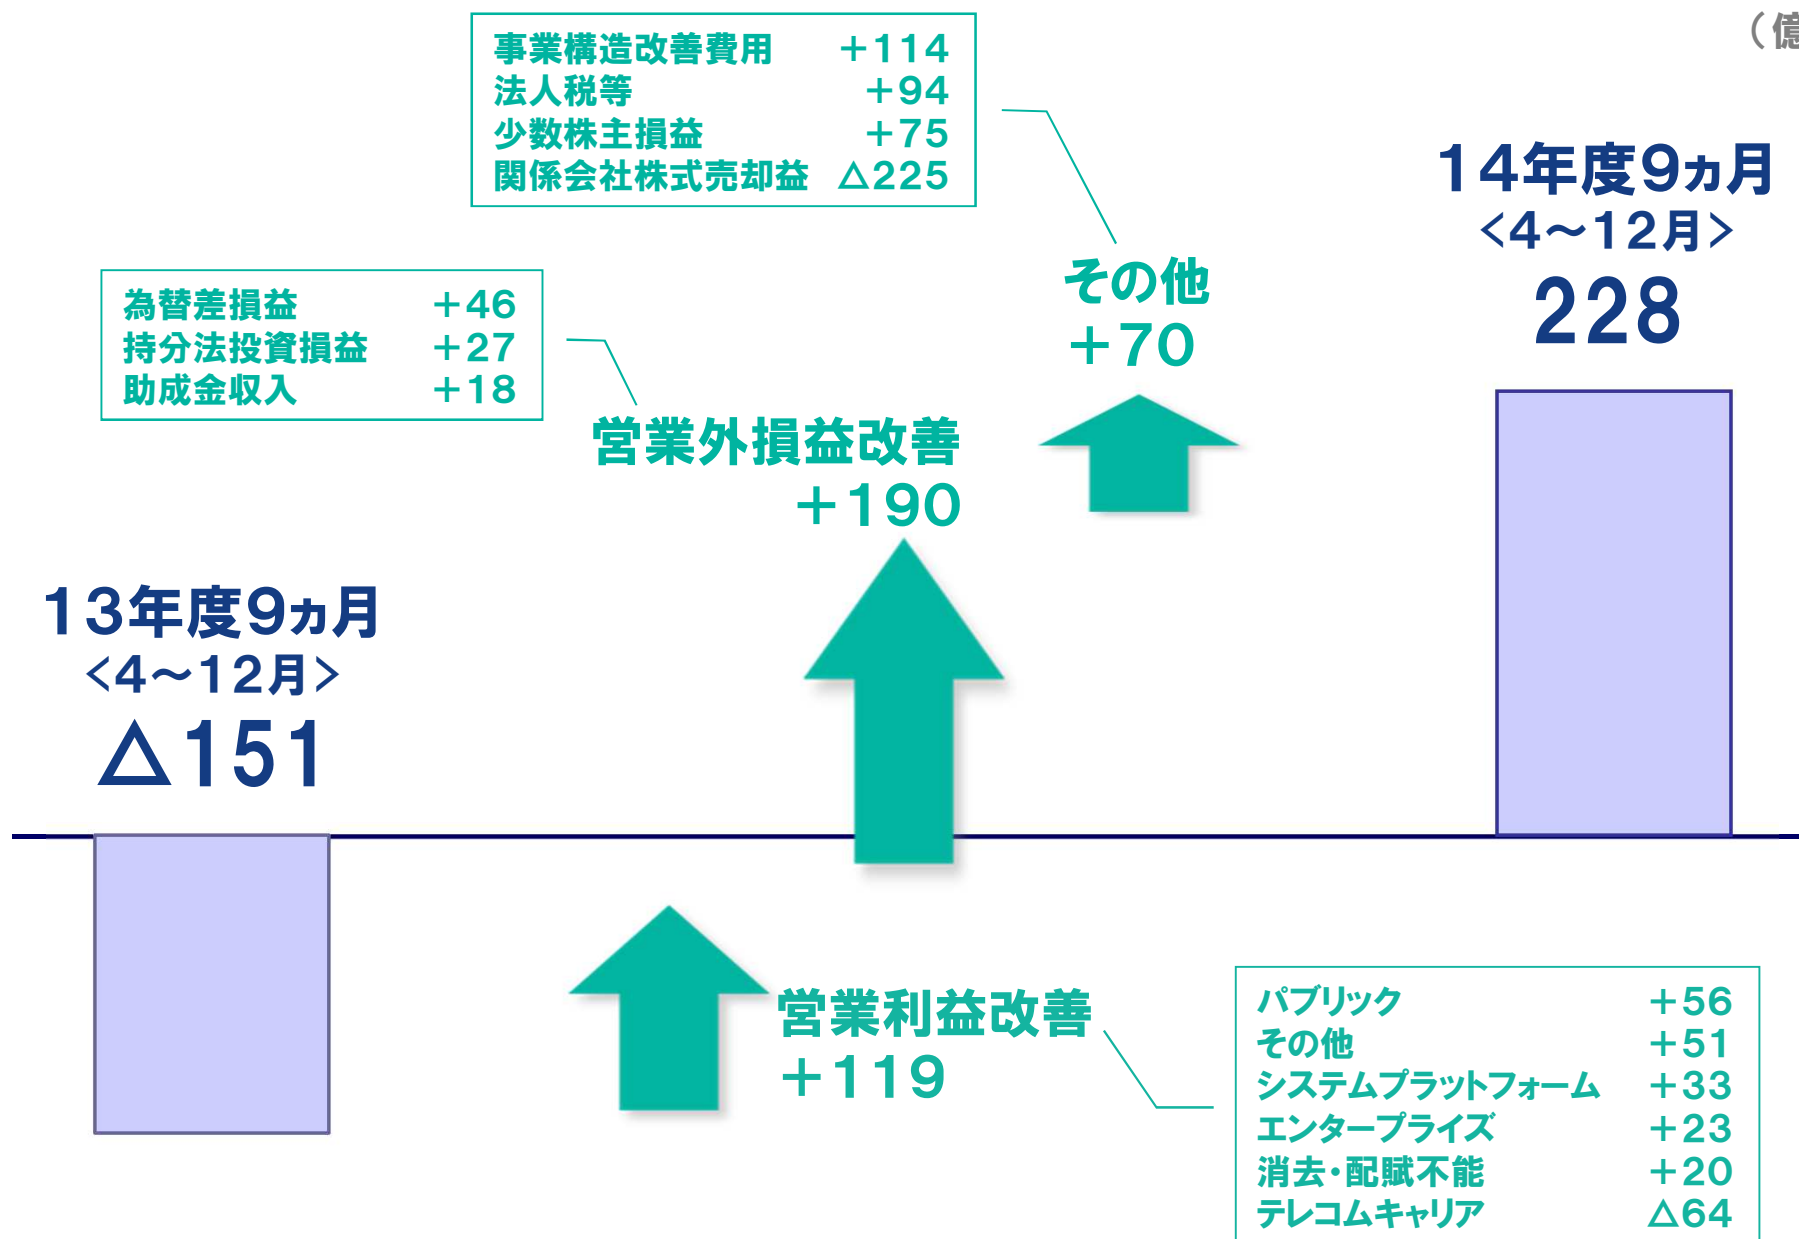 (億
事業構造改善費用 +114
法人税等 +94
少数株主損益 +75
関係会社株式売却益 △225
14年度9ヵ月
<4～12月>
228
その他
+70
為替差損益 +46
持分法投資損益 +27
助成金収入 +18
営業外損益改善
+190
13年度9ヵ月
<4～12月>
△151
営業利益改善
+119
パブリック +56
その他 +51
システムプラットフォーム +33
エンタープライズ +23
消去・配賦不能 +20
テレコムキャリア △64